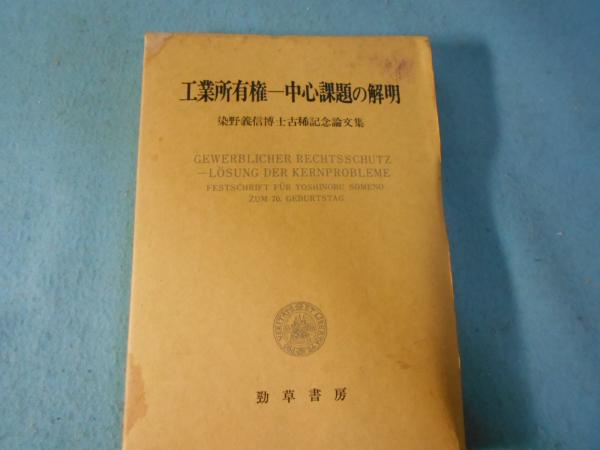 工業所有権―中心課題の解明
染野義信博士古稀記念論文集
GEWERBLICHER RECHTSSCHUTZ
—LÖSUNG DER KERNPROBLEME
FESTSCHRIFT FÜR YOSHINOBU SOMENO
ZUM 70. GEBURTSTAG
勁草書房